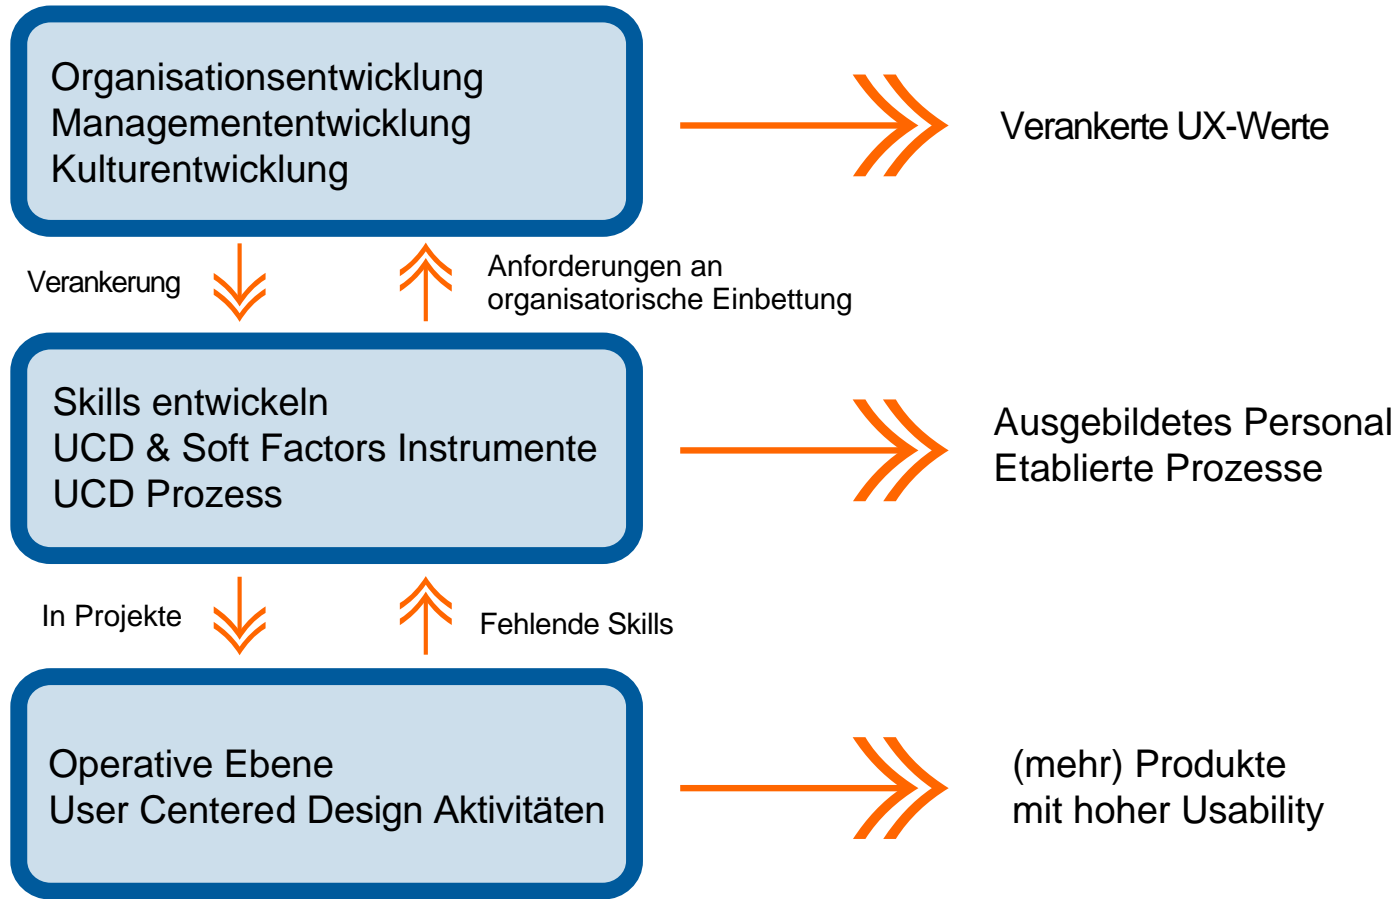 Organisationsentwicklung
Managemententwicklung
Kulturentwicklung
Verankerte UX-Werte
Verankerung
Anforderungen an
organisatorische Einbettung
Skills entwickeln
UCD & Soft Factors Instrumente
UCD Prozess
Ausgebildetes Personal
Etablierte Prozesse
In Projekte
Fehlende Skills
Operative Ebene
User Centered Design Aktivitäten
(mehr) Produkte
mit hoher Usability